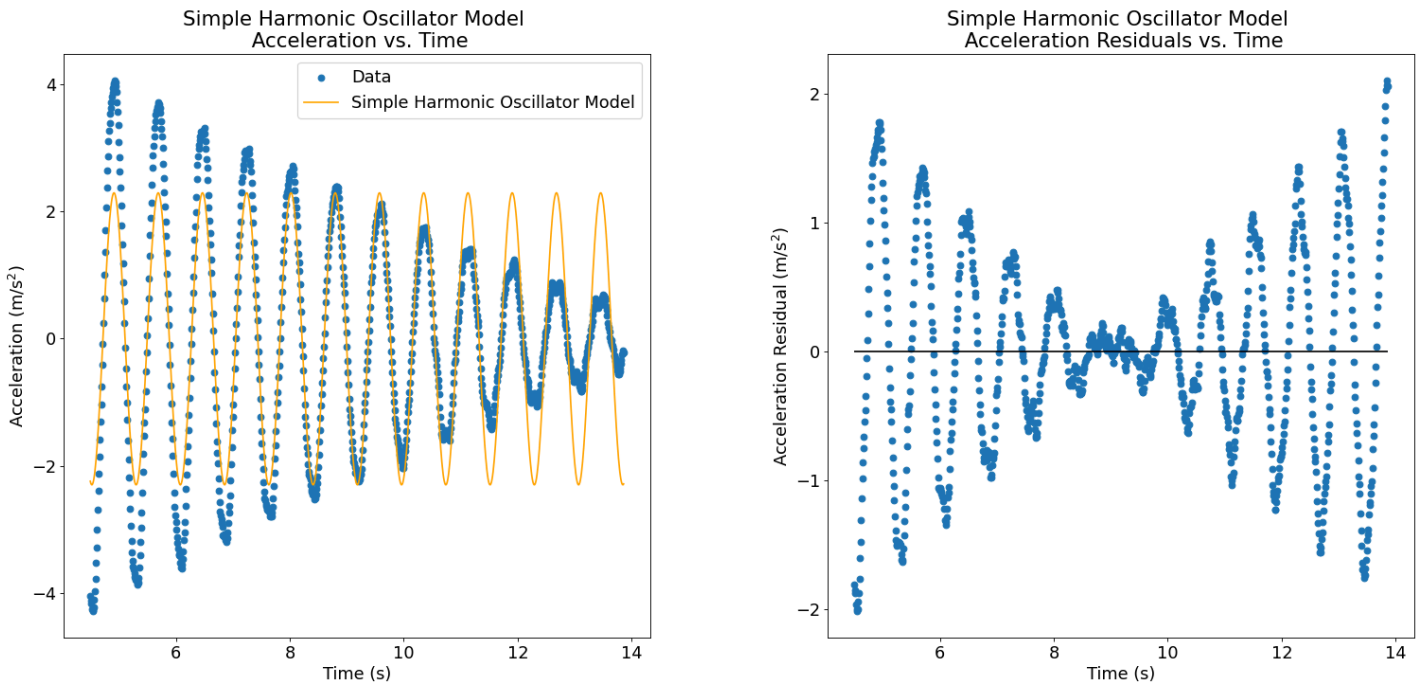 Simple Harmonic Oscillator Model
Acceleration vs. Time
Data
Simple Harmonic Oscillator Model
Acceleration (m/s²)
4
2
0
−2
−4
6
8
10
12
14
Time (s)
Simple Harmonic Oscillator Model
Acceleration Residuals vs. Time
Acceleration Residual (m/s²)
2
1
0
−1
−2
6
8
10
12
14
Time (s)